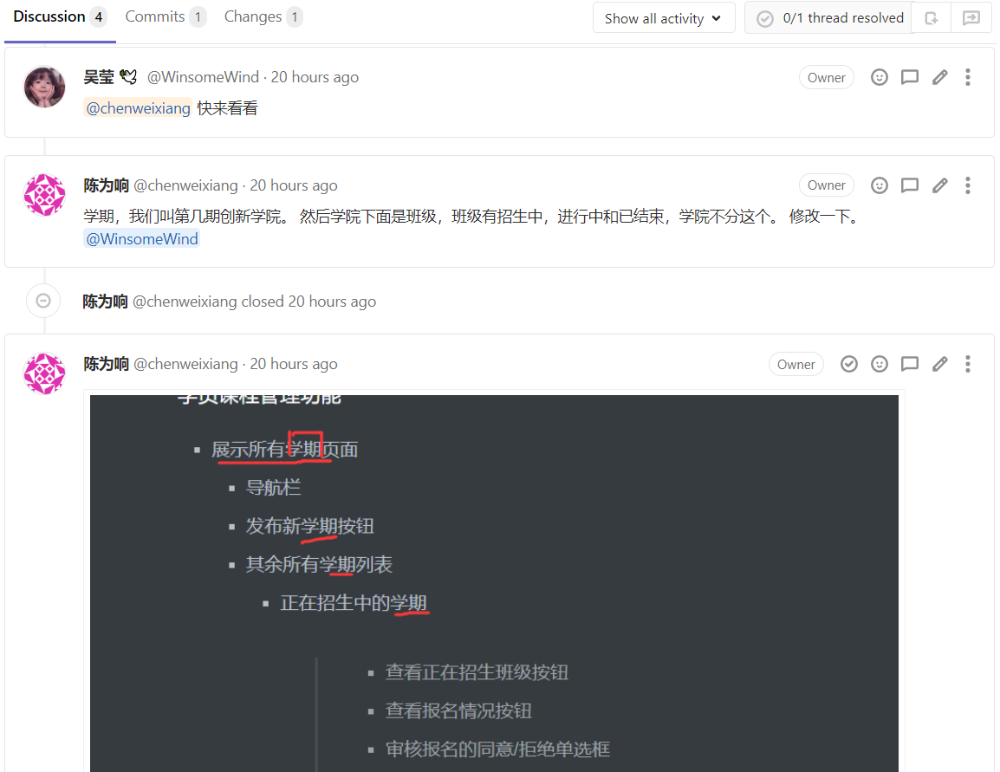 Discussion 4 Commits 1 Changes 1 Show all activity 0/1 thread resolved
吴莹 🕊 @WinsomeWind · 20 hours ago Owner
@chenweixiang 快来看看
陈为响 @chenweixiang · 20 hours ago Owner
学期，我们叫第几期创新学院。 然后学院下面是班级，班级有招生中，进行中和已结束，学院不分这个。 修改一下。
@WinsomeWind
陈为响 @chenweixiang closed 20 hours ago
陈为响 @chenweixiang · 20 hours ago Owner
学员课程管理功能
展示所有学期页面
导航栏
发布新学期按钮
其余所有学期列表
正在招生中的学期
查看正在招生班级按钮
查看报名情况按钮
审核报名的同意/拒绝单选框